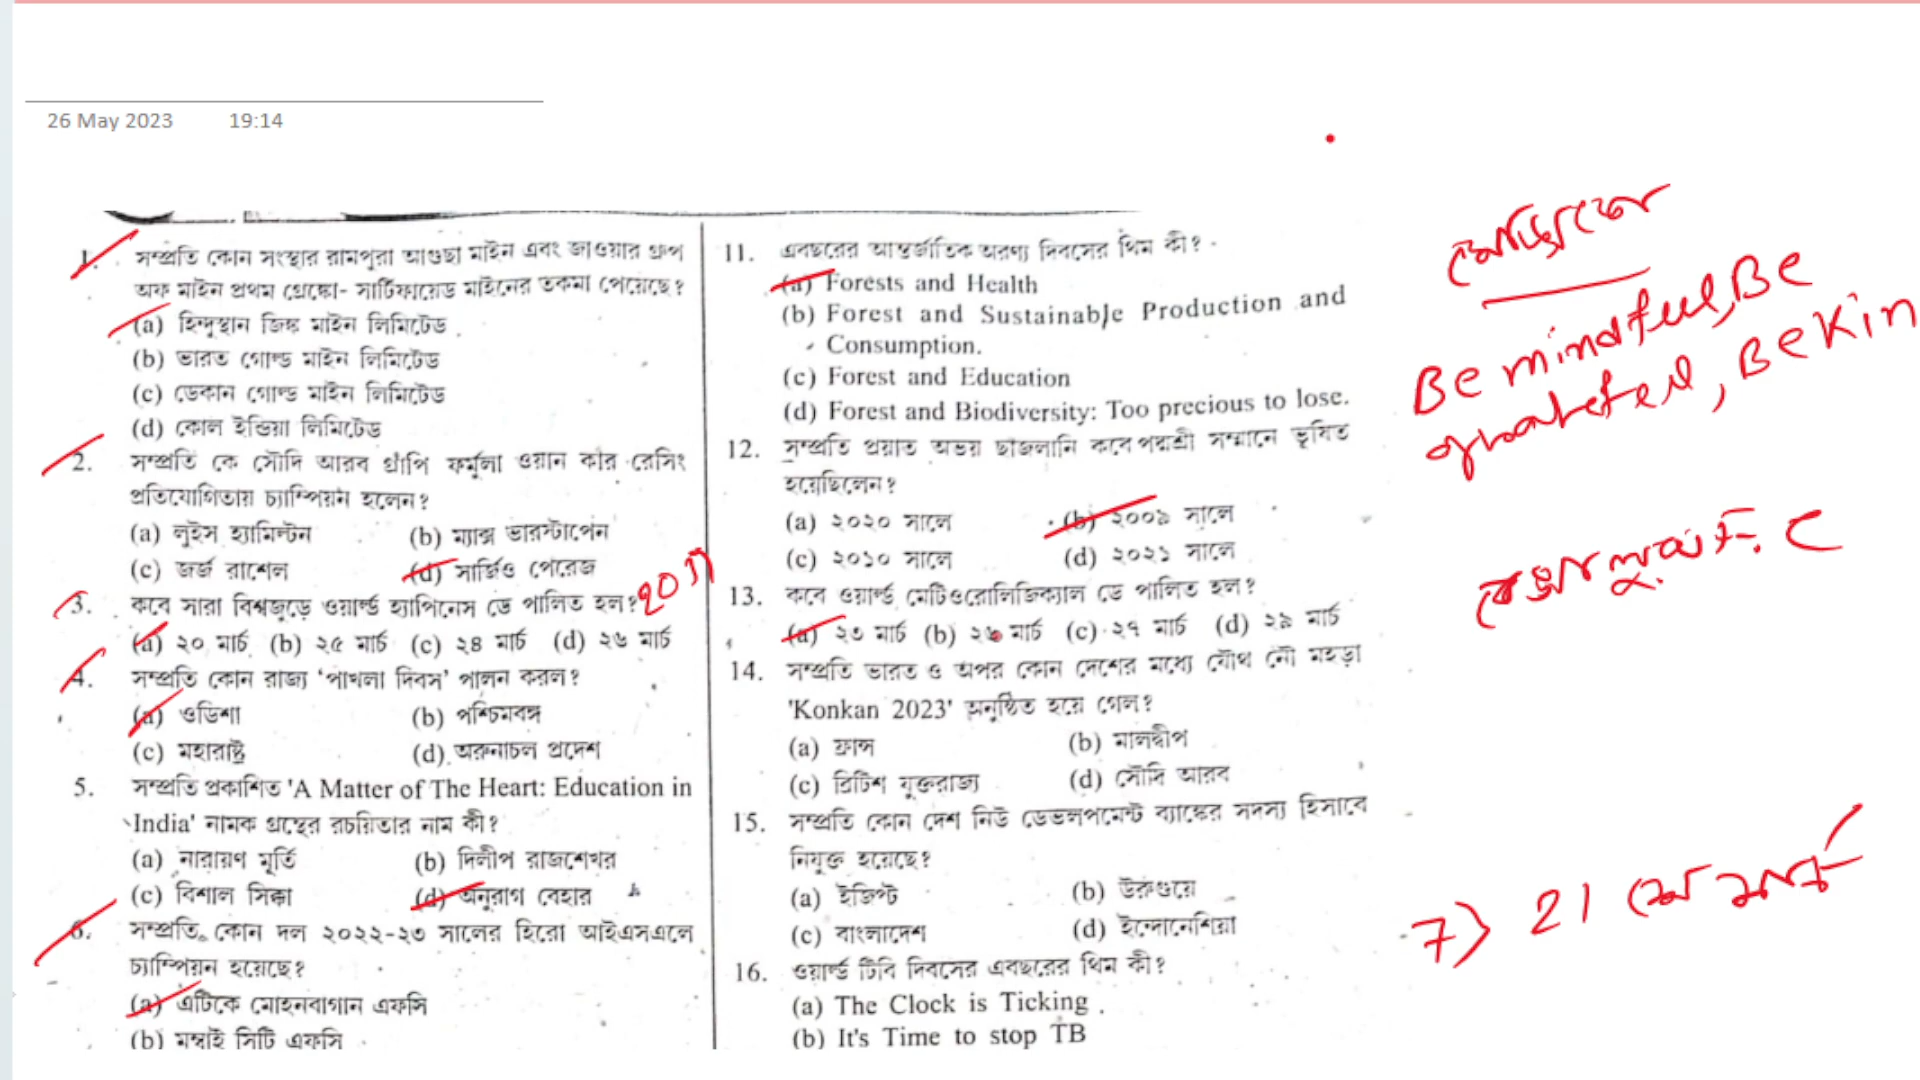 26 May 2023 19:14
1. সম্প্রতি কোন সংস্থার রামপুরা আগুছা মাইন এবং জাওয়ার গ্রুপ
অফ মাইন প্রথম গ্রেঙ্কো- সার্টিফায়েড মাইনের তকমা পেয়েছে?
(a) হিন্দুস্থান জিঙ্ক মাইন লিমিটেড
(b) ভারত গোল্ড মাইন লিমিটেড
(c) ডেকান গোল্ড মাইন লিমিটেড
(d) কোল ইন্ডিয়া লিমিটেড
2. সম্প্রতি কে সৌদি আরব গ্রাঁপি ফর্মুলা ওয়ান কার রেসিং
প্রতিযোগিতায় চ্যাম্পিয়ন হলেন?
(a) লুইস হ্যামিল্টন (b) ম্যাক্স ভারস্টাপেন
(c) জর্জ রাশেল (d) সার্জিও পেরেজ
3. কবে সারা বিশ্বজুড়ে ওয়ার্ল্ড হ্যাপিনেস ডে পালিত হল?
(a) ২০ মার্চ (b) ২৫ মার্চ (c) ২৪ মার্চ (d) ২৬ মার্চ
4. সম্প্রতি কোন রাজ্য ‘পাখলা দিবস’ পালন করল?
(a) ওডিশা (b) পশ্চিমবঙ্গ
(c) মহারাষ্ট্র (d) অরুনাচল প্রদেশ
5. সম্প্রতি প্রকাশিত 'A Matter of The Heart: Education in
India' নামক গ্রন্থের রচয়িতার নাম কী?
(a) নারায়ণ মূর্তি (b) দিলীপ রাজশেখর
(c) বিশাল সিক্কা (d) অনুরাগ বেহার
6. সম্প্রতি কোন দল ২০২২-২৩ সালের হিরো আইএসএলে
চ্যাম্পিয়ন হয়েছে?
(a) এটিকে মোহনবাগান এফসি
(b) মুম্বাই সিটি এফসি
11. এবছরের আন্তর্জাতিক অরণ্য দিবসের থিম কী?
(a) Forests and Health
(b) Forest and Sustainable Production and
Consumption.
(c) Forest and Education
(d) Forest and Biodiversity: Too precious to lose.
12. সম্প্রতি প্রয়াত অভয় ছাজলানি কবে পদ্মশ্রী সম্মানে ভূষিত
হয়েছিলেন?
(a) ২০২০ সালে (b) ২০০৯ সালে
(c) ২০১০ সালে (d) ২০২১ সালে
13. কবে ওয়ার্ল্ড মেটিওরোলিজিক্যাল ডে পালিত হল?
(a) ২৩ মার্চ (b) ২৬ মার্চ (c) ২৭ মার্চ (d) ২৯ মার্চ
14. সম্প্রতি ভারত ও অপর কোন দেশের মধ্যে যৌথ নৌ মহড়া
'Konkan 2023' অনুষ্ঠিত হয়ে গেল?
(a) ফ্রান্স (b) মালদ্বীপ
(c) ব্রিটিশ যুক্তরাজ্য (d) সৌদি আরব
15. সম্প্রতি কোন দেশ নিউ ডেভলপমেন্ট ব্যাঙ্কের সদস্য হিসাবে
নিযুক্ত হয়েছে?
(a) ইজিপ্ট (b) উরুগুয়ে
(c) বাংলাদেশ (d) ইন্দোনেশিয়া
16. ওয়ার্ল্ড টিবি দিবসের এবছরের থিম কী?
(a) The Clock is Ticking
(b) It's Time to stop TB
Be mindful, Be
Be Kin
7) 21